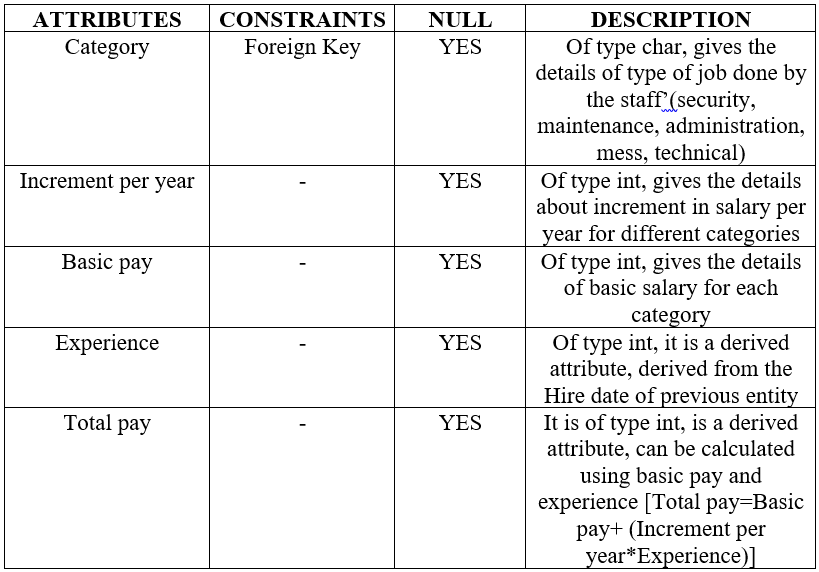 ATTRIBUTES CONSTRAINTS NULL DESCRIPTION
Category Foreign Key YES Of type char, gives the
details of type of job done by
the staff’(security,
maintenance, administration,
mess, technical)
Increment per year - YES Of type int, gives the details
about increment in salary per
year for different categories
Basic pay - YES Of type int, gives the details
of basic salary for each
category
Experience - YES Of type int, it is a derived
attribute, derived from the
Hire date of previous entity
Total pay - YES It is of type int, is a derived
attribute, can be calculated
using basic pay and
experience [Total pay=Basic
pay+ (Increment per
year*Experience)]